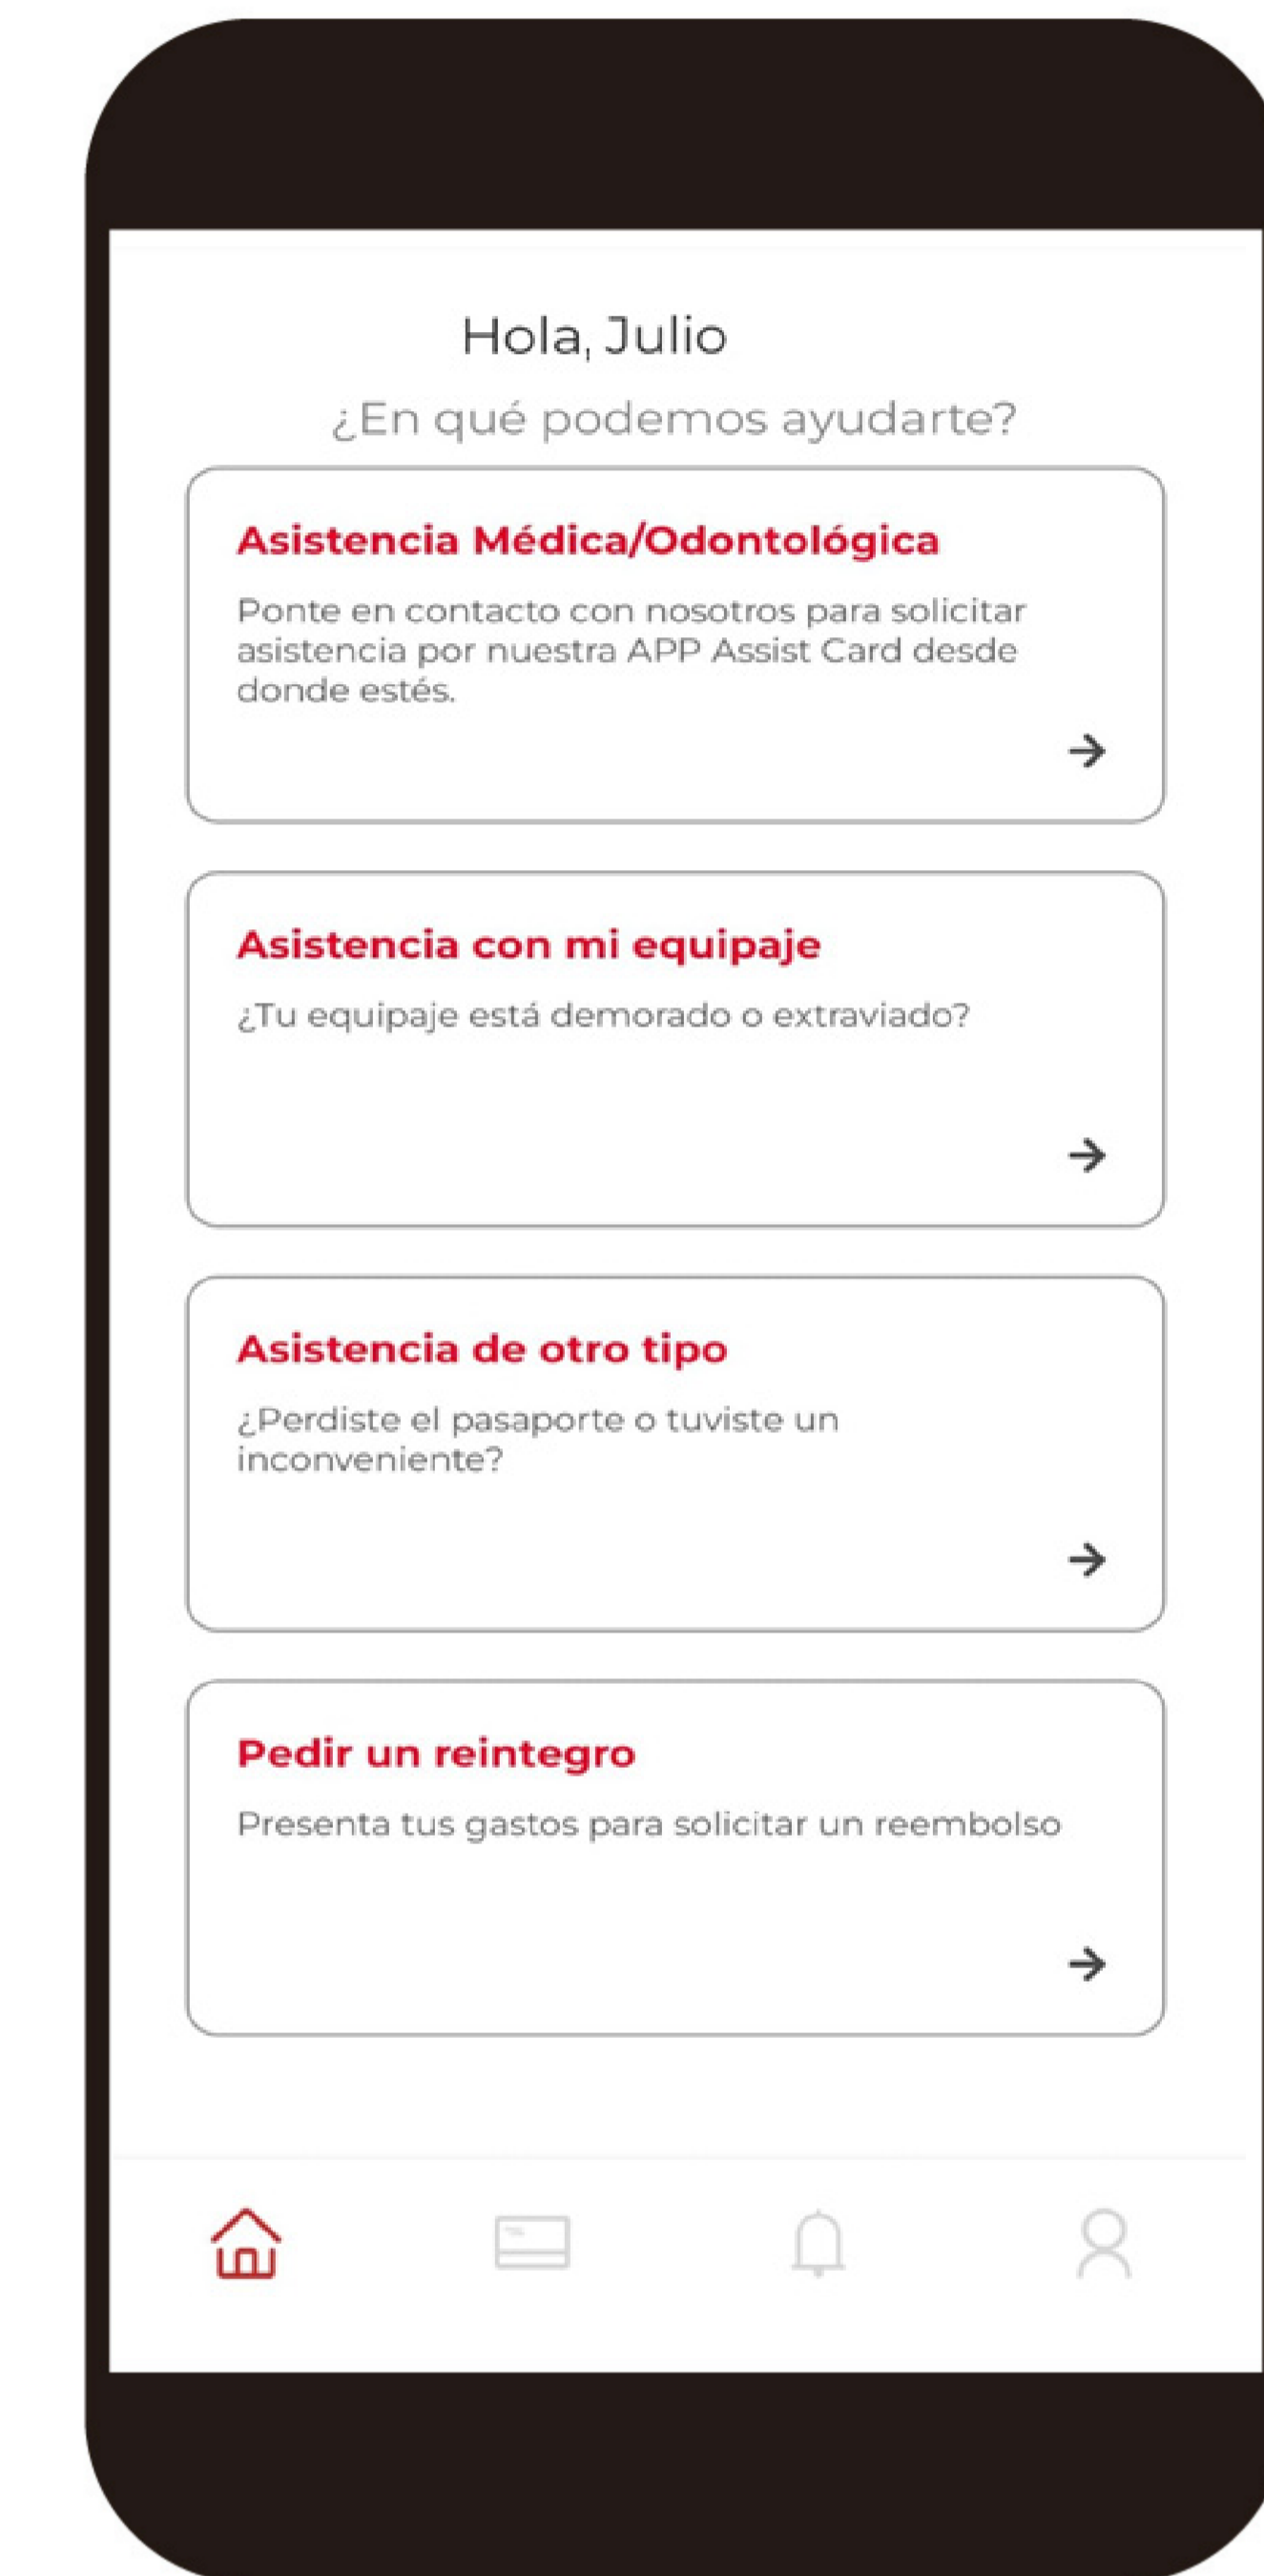 Hola, Julio
¿En qué podemos ayudarte?
Asistencia Médica/Odontológica
Ponte en contacto con nosotros para solicitar
asistencia por nuestra APP Assist Card desde
donde estés.
Asistencia con mi equipaje
¿Tu equipaje está demorado o extraviado?
Asistencia de otro tipo
¿Perdiste el pasaporte o tuviste un
inconveniente?
Pedir un reintegro
Presenta tus gastos para solicitar un reembolso